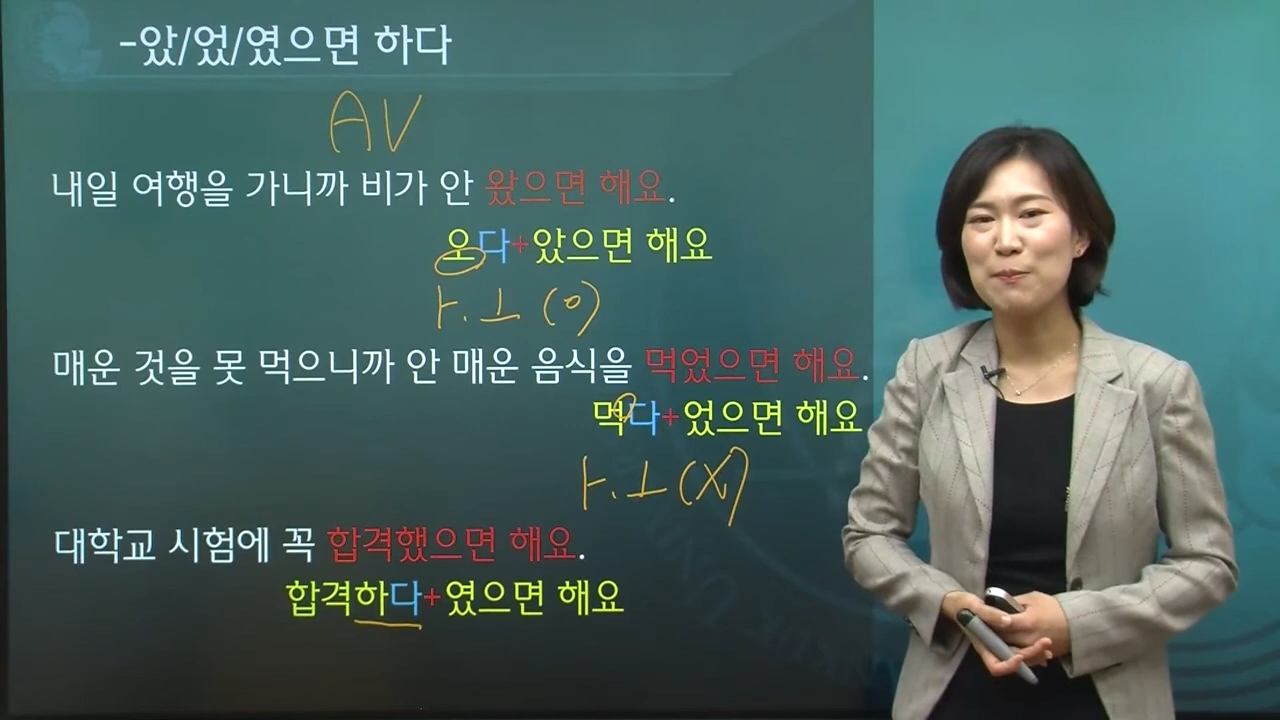 -았/었/였으면 하다
AV
내일 여행을 가니까 비가 안 왔으면 해요.
오다+았으면 해요
ㅏ.ㅗ (O)
매운 것을 못 먹으니까 안 매운 음식을 먹었으면 해요.
먹다+었으면 해요
ㅏ.ㅗ (X)
대학교 시험에 꼭 합격했으면 해요.
합격하다+였으면 해요